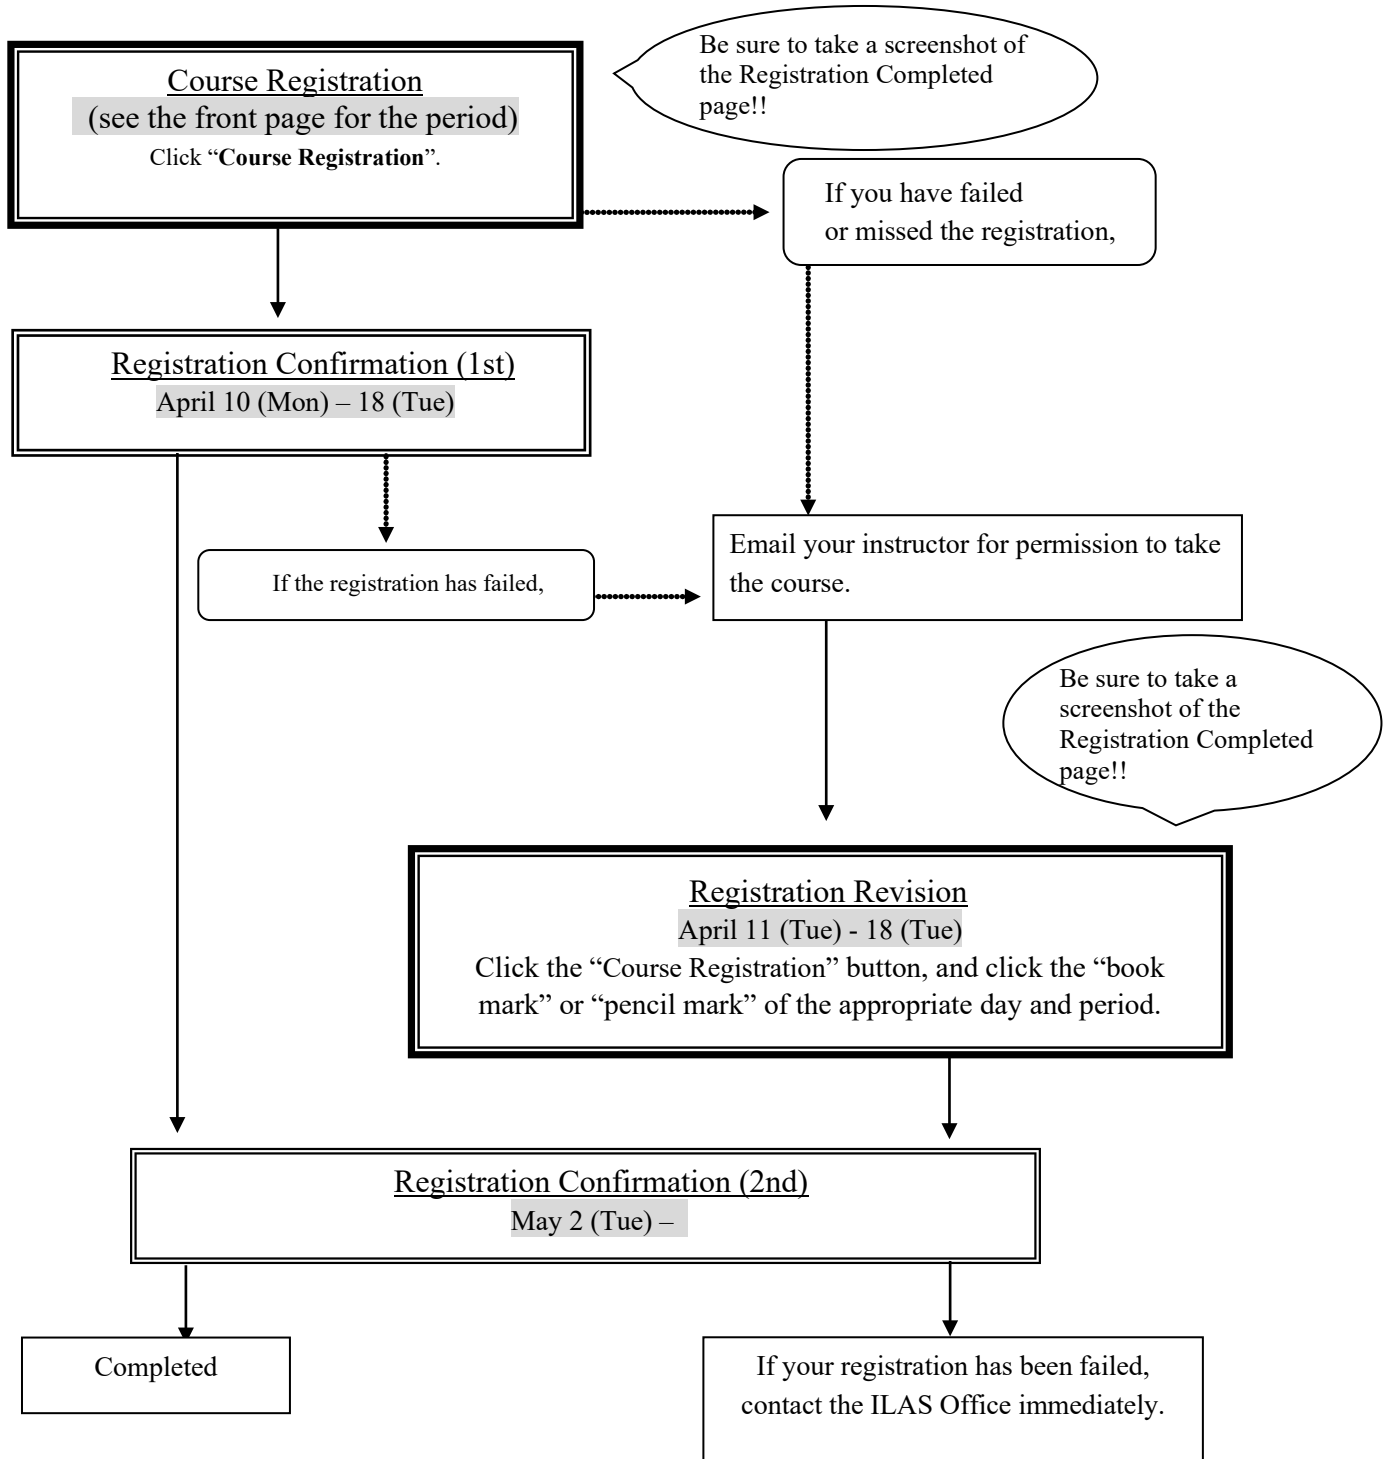 Be sure to take a screenshot of
the Registration Completed
page!!
Course Registration
(see the front page for the period)
Click “Course Registration”.
If you have failed
or missed the registration,
Registration Confirmation (1st)
April 10 (Mon) – 18 (Tue)
If the registration has failed,
Email your instructor for permission to take
the course.
Be sure to take a
screenshot of the
Registration Completed
page!!
Registration Revision
April 11 (Tue) - 18 (Tue)
Click the “Course Registration” button, and click the “book
mark” or “pencil mark” of the appropriate day and period.
Registration Confirmation (2nd)
May 2 (Tue) –
Completed
If your registration has been failed,
contact the ILAS Office immediately.